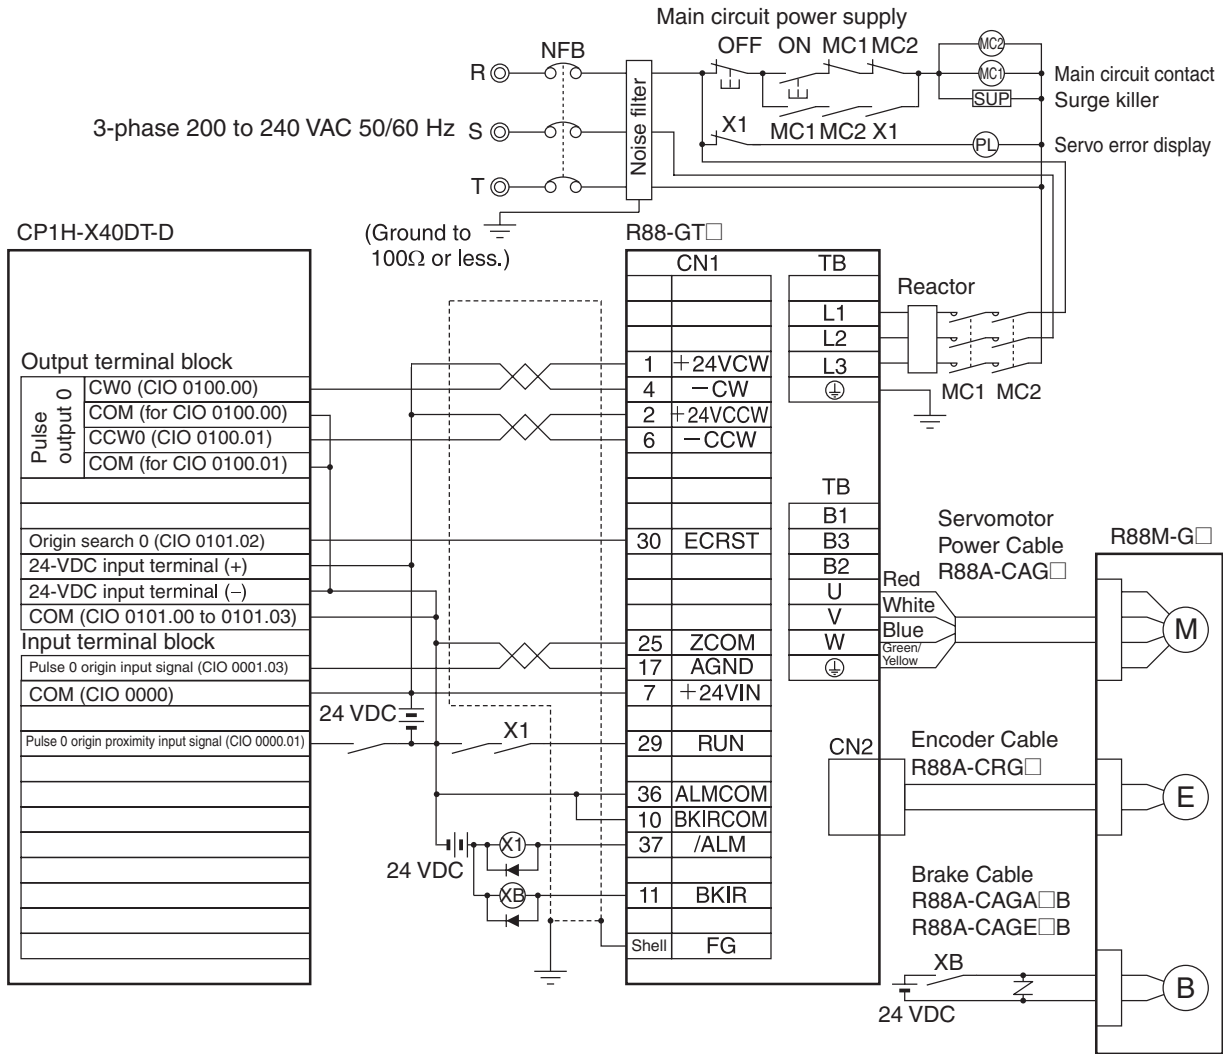 Main circuit power supply
OFF ON MC1 MC2
NFB
MC2
R
MC1
Main circuit contact
SUP
Surge killer
3-phase 200 to 240 VAC 50/60 Hz
S
Noise filter
X1
MC1 MC2 X1
PL
Servo error display
T
CP1H-X40DT-D
(Ground to
100Ω or less.)
R88-GT□
CN1
TB
Reactor
L1
L2
L3
MC1 MC2
Output terminal block
Pulse
output 0
CW0 (CIO 0100.00)
COM (for CIO 0100.00)
CCW0 (CIO 0100.01)
COM (for CIO 0100.01)
1 +24VCW
4 −CW
2 +24VCCW
6 −CCW
Origin search 0 (CIO 0101.02)
24-VDC input terminal (+)
24-VDC input terminal (−)
COM (CIO 0101.00 to 0101.03)
Input terminal block
Pulse 0 origin input signal (CIO 0001.03)
COM (CIO 0000)
Pulse 0 origin proximity input signal (CIO 0000.01)
30 ECRST
25 ZCOM
17 AGND
7 +24VIN
24 VDC
X1
29 RUN
36 ALMCOM
10 BKIRCOM
X1
37 /ALM
24 VDC
XB
11 BKIR
Shell FG
TB
B1
B3
B2
U
V
W
Red
White
Blue
Green/
Yellow
Servomotor
Power Cable
R88A-CAG□
R88M-G□
M
CN2
Encoder Cable
R88A-CRG□
E
Brake Cable
R88A-CAGA□B
R88A-CAGE□B
XB
24 VDC
B